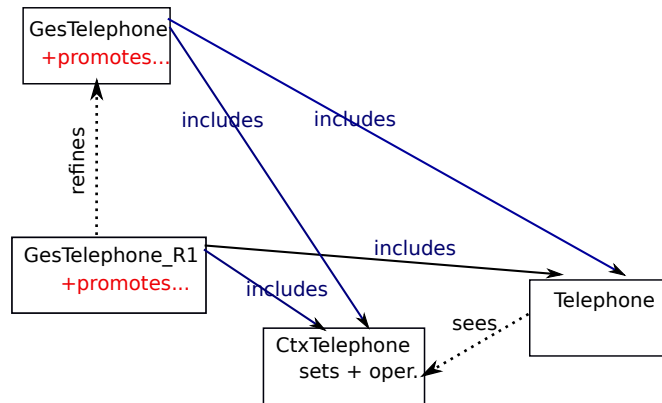 GesTelephone
+promotes...
includes
includes
refines
GesTelephone_R1
+promotes...
includes
includes
Telephone
sees
CtxTelephone
sets + oper.